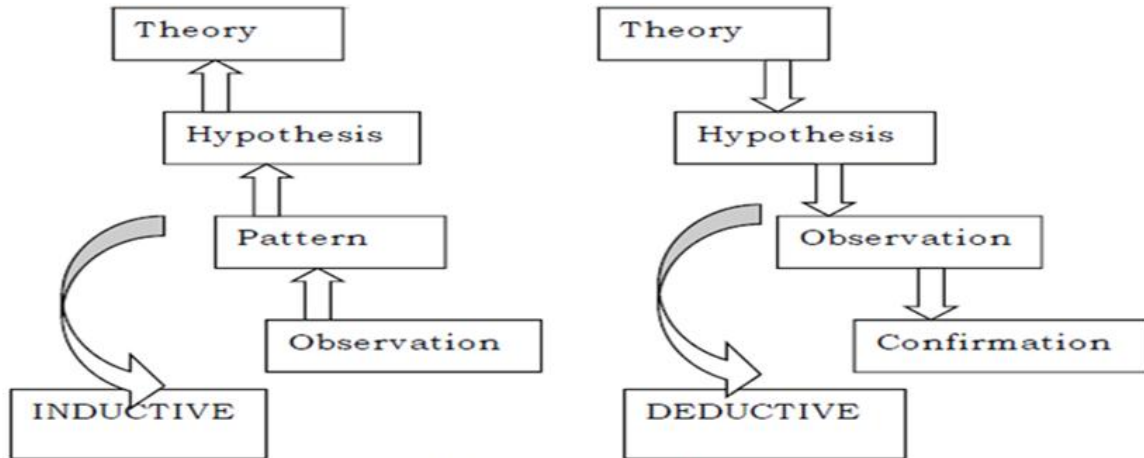 Theory
Hypothesis
Pattern
Observation
INDUCTIVE
Theory
Hypothesis
Observation
Confirmation
DEDUCTIVE